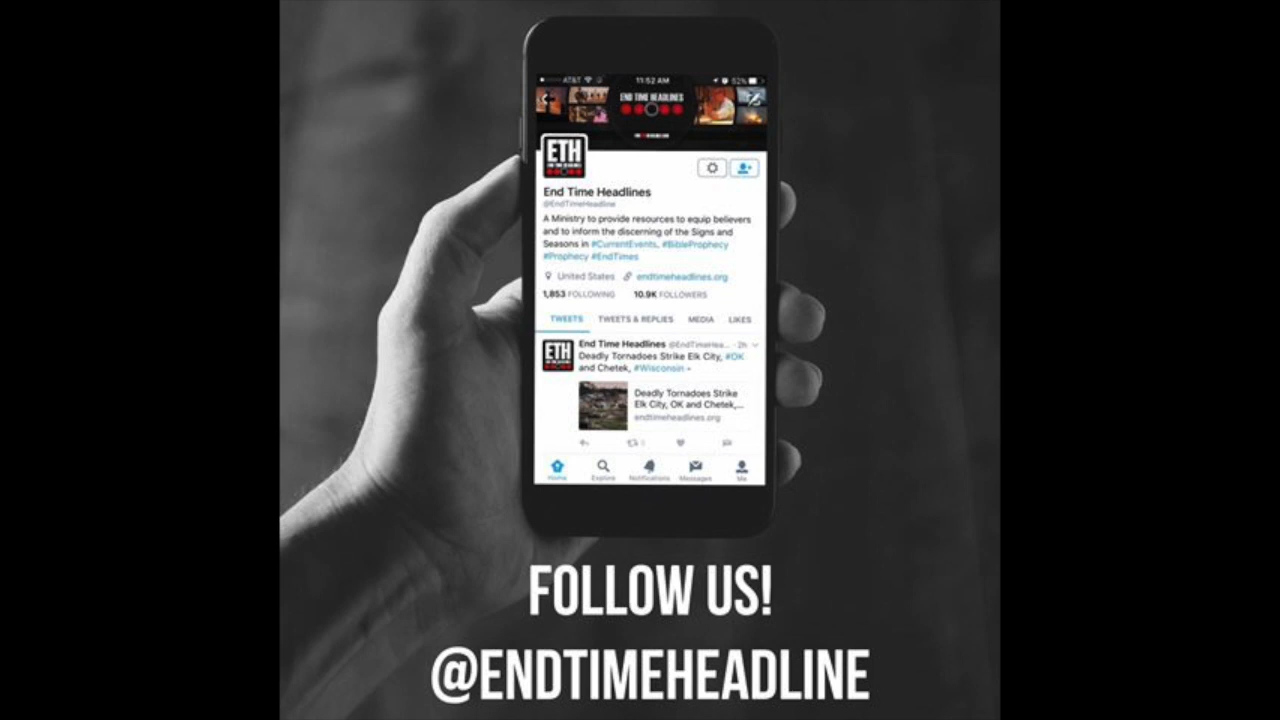 AT&T
11:52 AM
52%
END TIME HEADLINES
ETH
End Time Headlines
@EndTimeHeadline
A Ministry to provide resources to equip believers
and to inform the discerning of the Signs and
Seasons in #CurrentEvents, #BibleProphecy
#Prophecy #EndTimes
United States endtimeheadlines.org
1,853 FOLLOWING 10.9K FOLLOWERS
TWEETS TWEETS & REPLIES MEDIA LIKES
ETH
End Time Headlines @EndTimeHea... · 2h
Deadly Tornadoes Strike Elk City, #OK
and Chetek, #Wisconsin -
Deadly Tornadoes Strike
Elk City, OK and Chetek,...
endtimeheadlines.org
Home Explore Notifications Messages Me
FOLLOW US!
@ENDTIMEHEADLINE